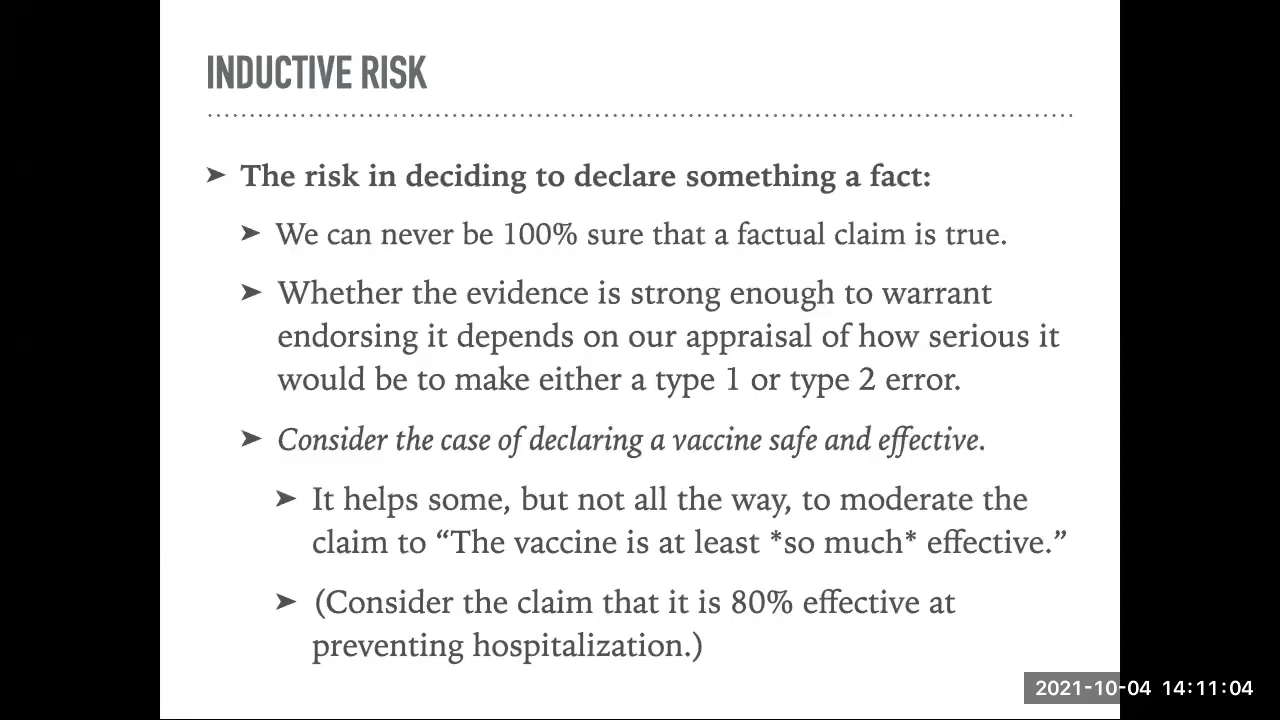 INDUCTIVE RISK
➤ The risk in deciding to declare something a fact:
➤ We can never be 100% sure that a factual claim is true.
➤ Whether the evidence is strong enough to warrant
endorsing it depends on our appraisal of how serious it
would be to make either a type 1 or type 2 error.
➤ Consider the case of declaring a vaccine safe and effective.
➤ It helps some, but not all the way, to moderate the
claim to “The vaccine is at least *so much* effective.”
➤ (Consider the claim that it is 80% effective at
preventing hospitalization.)
2021-10-04 14:11:04